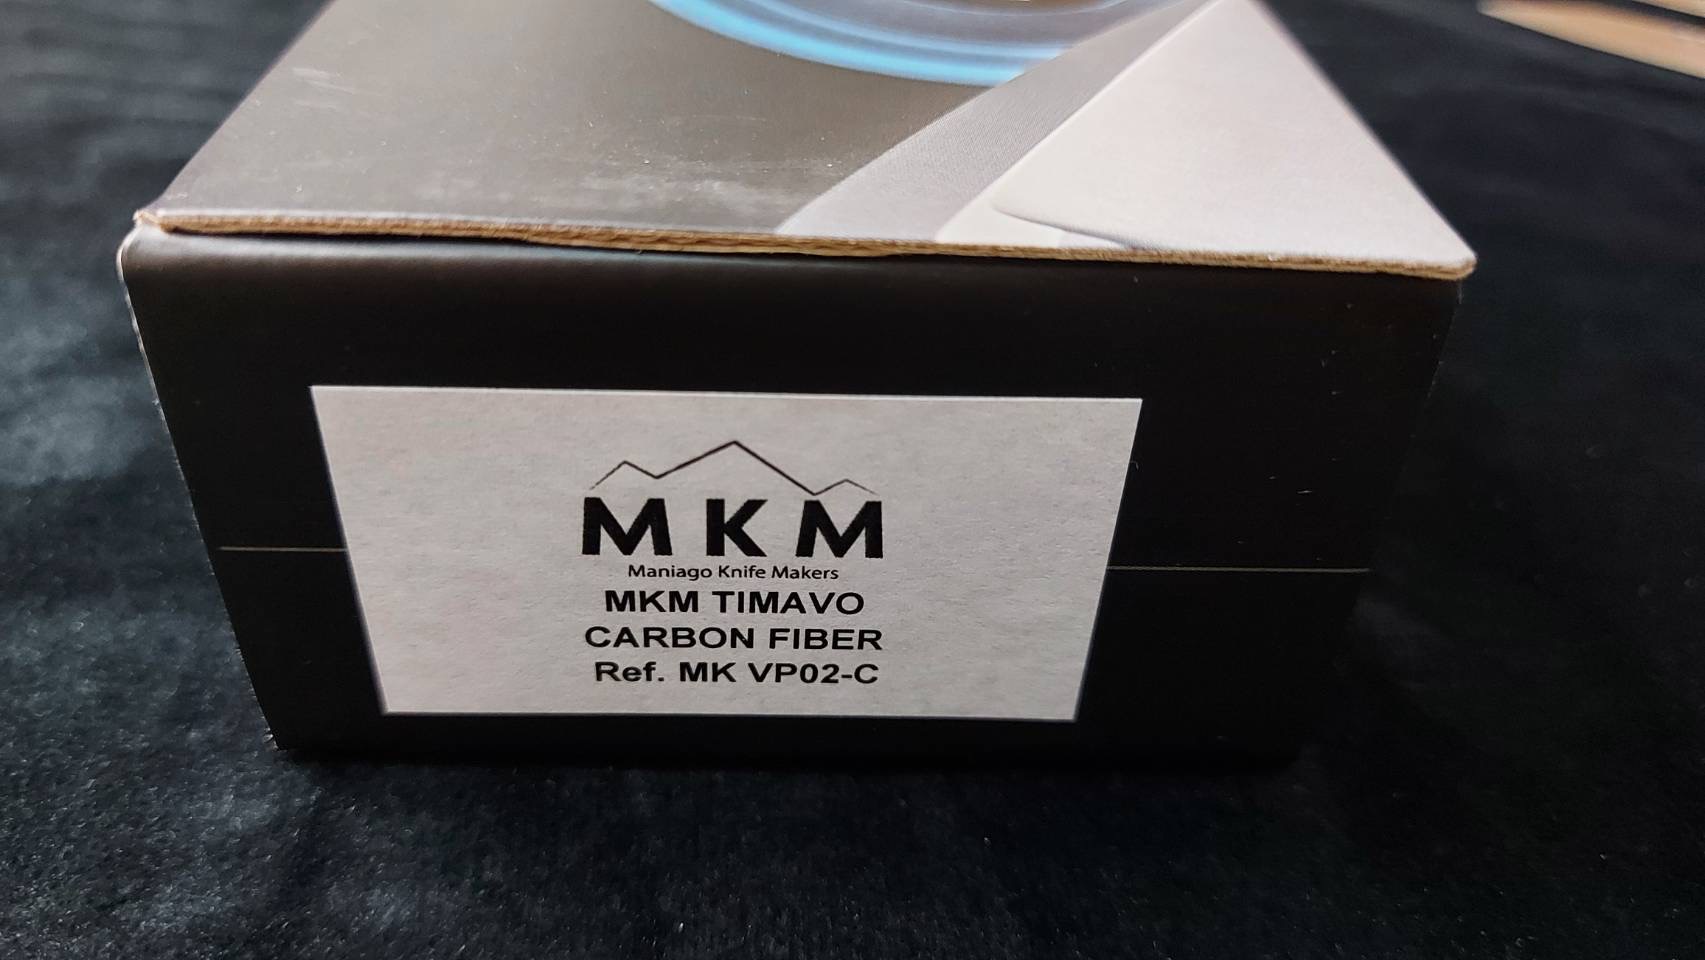 MKM
Maniago Knife Makers
MKM TIMAVO
CARBON FIBER
Ref. MK VP02-C